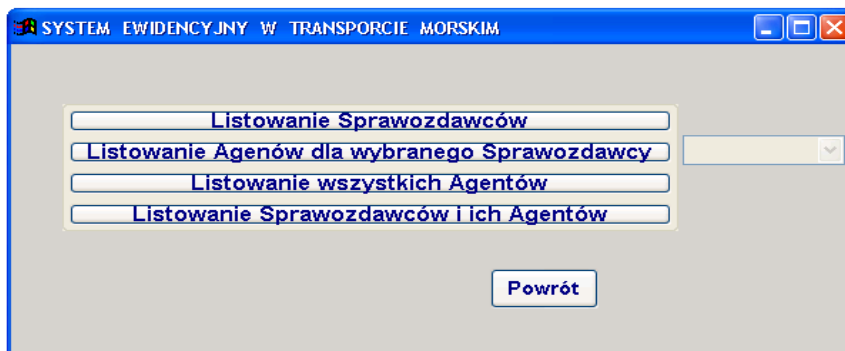 SYSTEM EWIDENCYJNY W TRANSPORCIE MORSKIM
Listowanie Sprawozdawców
Listowanie Agenów dla wybranego Sprawozdawcy
Listowanie wszystkich Agentów
Listowanie Sprawozdawców i ich Agentów
Powrót